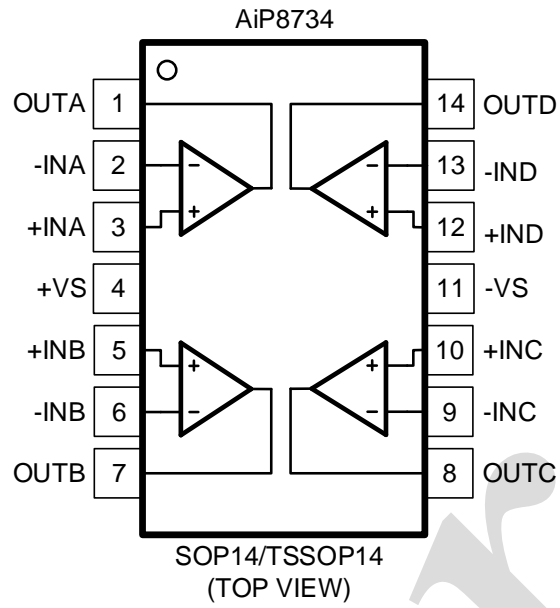 AiP8734
OUTA 1 14 OUTD
-INA 2 - - 13 -IND
+INA 3 + + 12 +IND
+VS 4 11 -VS
+INB 5 + + 10 +INC
-INB 6 - - 9 -INC
OUTB 7 8 OUTC
SOP14/TSSOP14
(TOP VIEW)